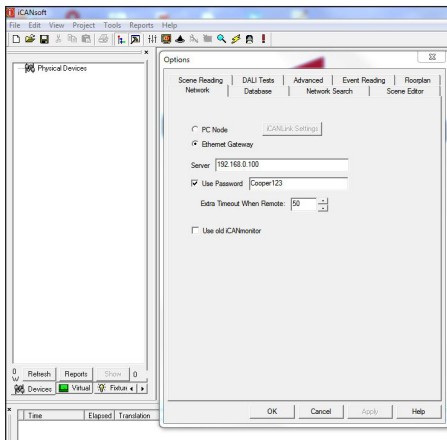 iCANsoft
File Edit View Project Tools Reports Help
Options
Physical Devices
Scene Reading DALI Tests Advanced Event Reading Floorplan
Network Database Network Search Scene Editor
PC Node iCANLink Settings
Ethernet Gateway
Server 192.168.0.100
Use Password Cooper123
Extra Timeout When Remote: 50
Use old iCANmonitor
0 Refresh Reports Show 0
W
Devices Virtual Fixture
OK Cancel Apply Help
Time Elapsed Translation